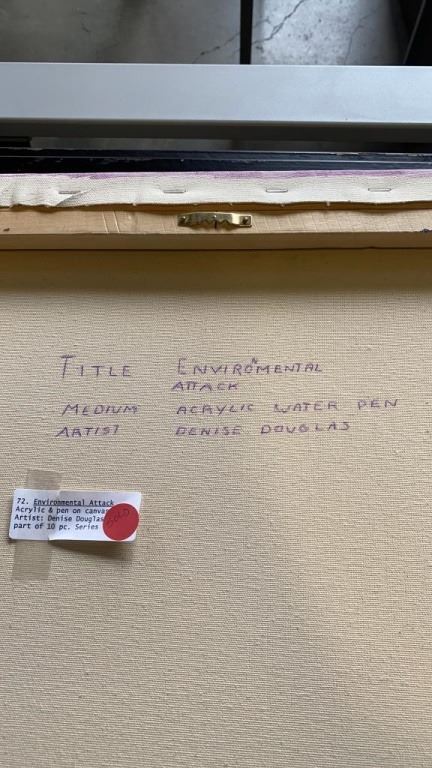 TITLE ENVIROMENTAL
ATTACK
MEDIUM ACRYLIC WATER PEN
ARTIST DENISE DOUGLAS
72. Environmental Attack
Acrylic & pen on canvas
Artist: Denise Douglas
part of 10 pc. Series
SOLD